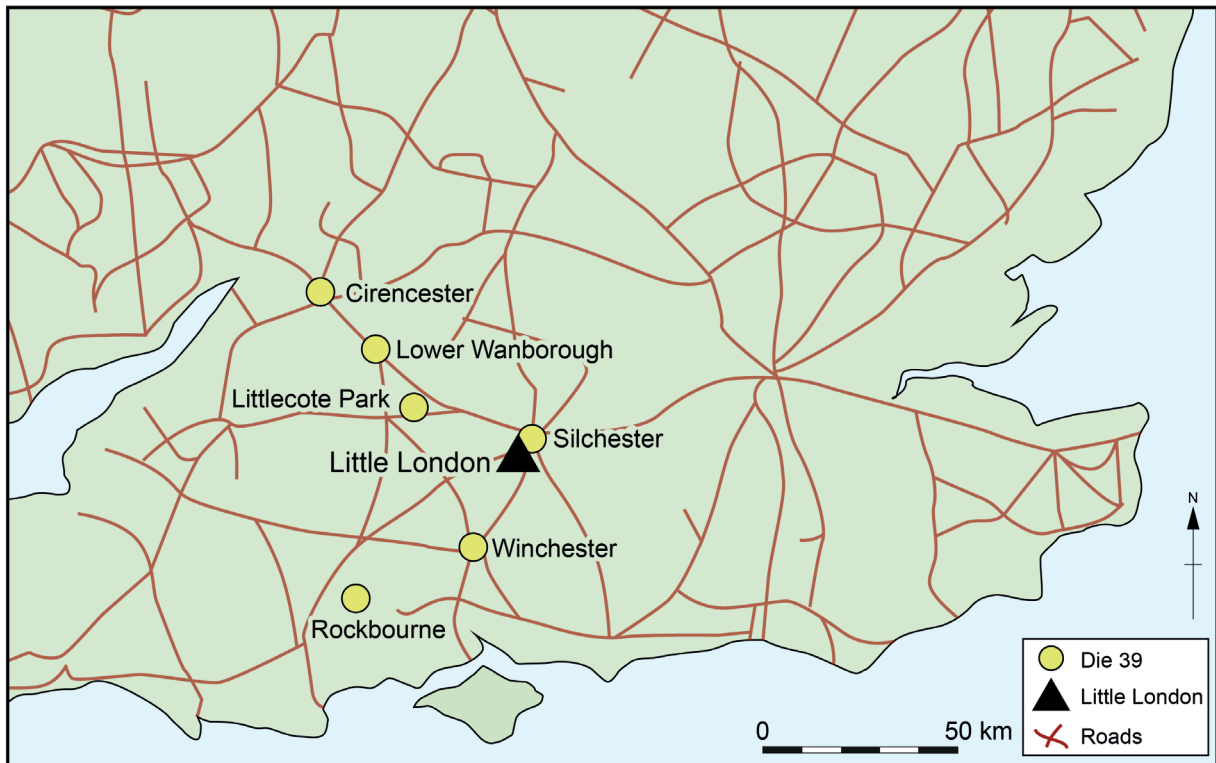 Cirencester
Lower Wanborough
Littlecote Park
Silchester
Little London
Winchester
Rockbourne
N
0 50 km
Die 39
Little London
Roads